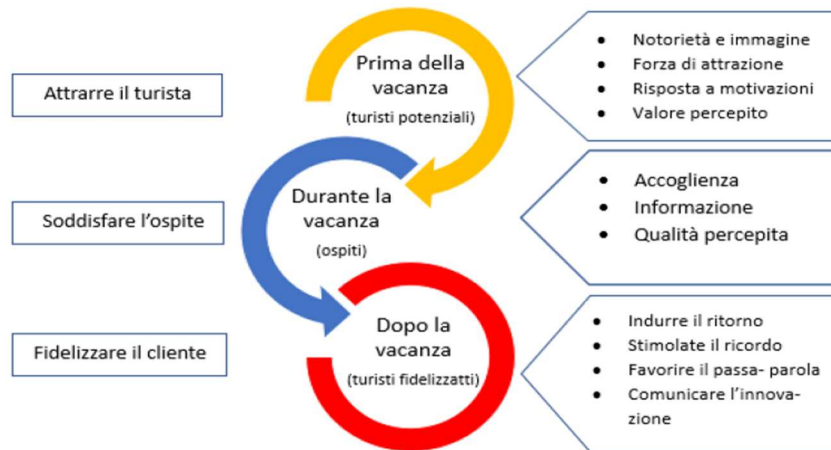 Attrarre il turista
Prima della
vacanza
(turisti potenziali)
• Notorietà e immagine
• Forza di attrazione
• Risposta a motivazioni
• Valore percepito
Soddisfare l’ospite
Durante la
vacanza
(ospiti)
• Accoglienza
• Informazione
• Qualità percepita
Fidelizzare il cliente
Dopo la
vacanza
(turisti fidelizzatti)
• Indurre il ritorno
• Stimolate il ricordo
• Favorire il passa- parola
• Comunicare l’innova-
zione